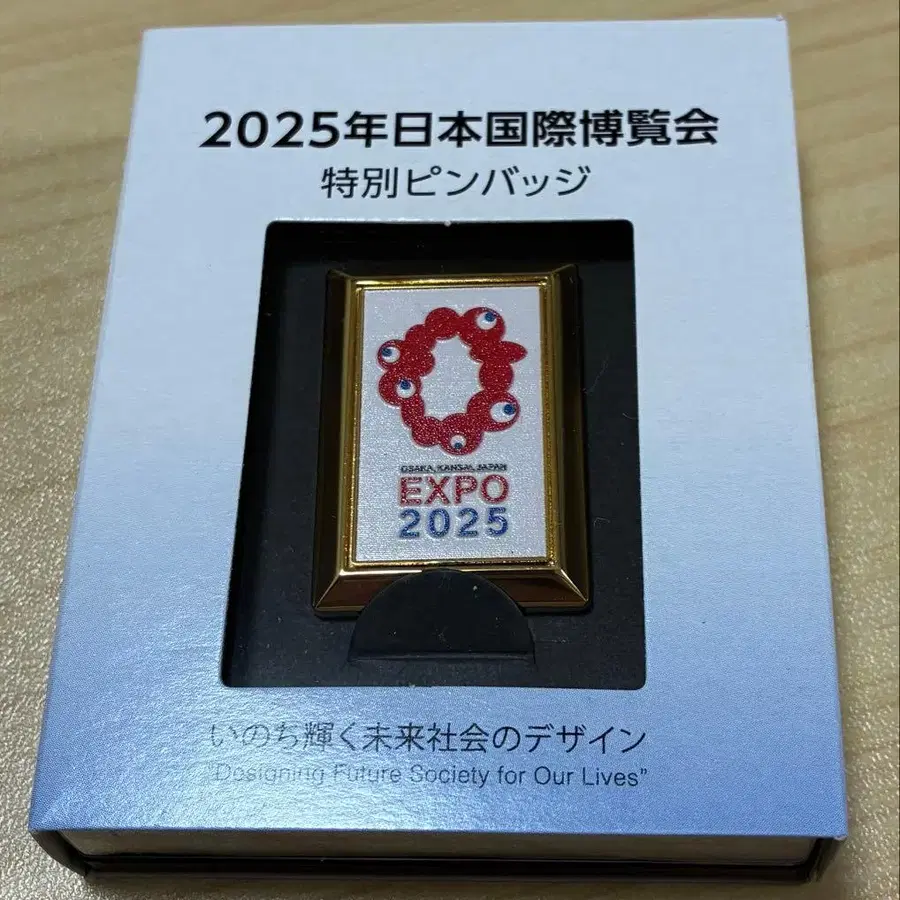 2025年日本国際博覧会
特別ピンバッジ
OSAKA, KANSAI, JAPAN
EXPO
2025
いのち輝く未来社会のデザイン
"Designing Future Society for Our Lives"